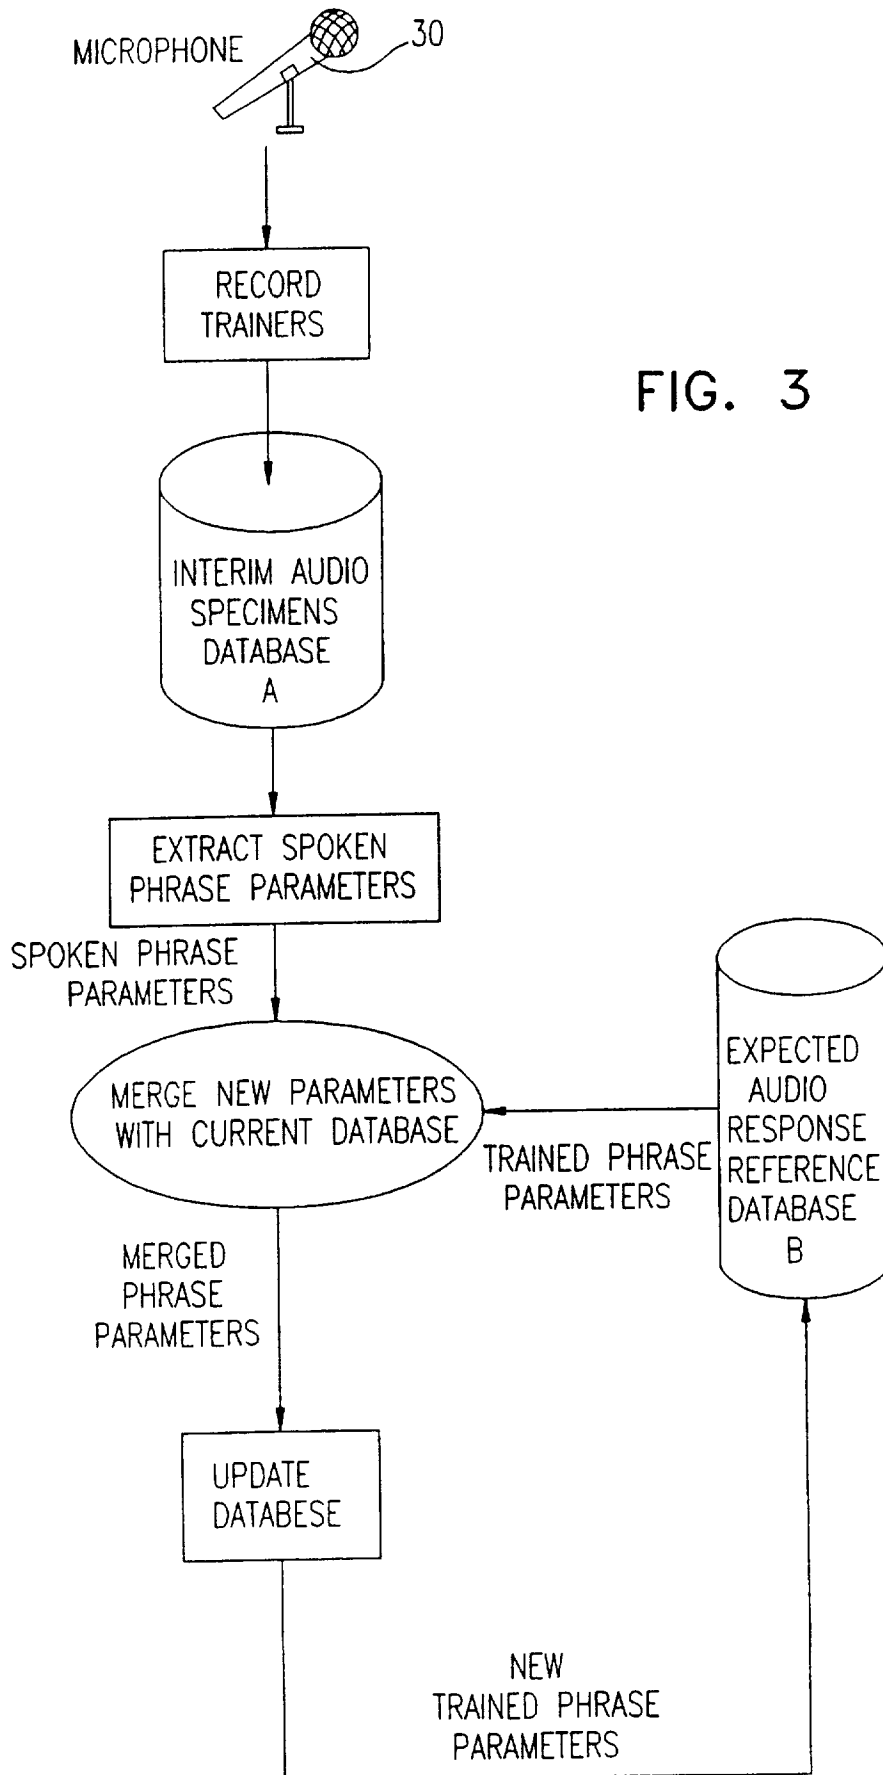 MICROPHONE
30
RECORD
TRAINERS
FIG. 3
INTERIM AUDIO
SPECIMENS
DATABASE
A
EXTRACT SPOKEN
PHRASE PARAMETERS
SPOKEN PHRASE
PARAMETERS
MERGE NEW PARAMETERS
WITH CURRENT DATABASE
TRAINED PHRASE
PARAMETERS
EXPECTED
AUDIO
RESPONSE
REFERENCE
DATABASE
B
MERGED
PHRASE
PARAMETERS
UPDATE
DATABESE
NEW
TRAINED PHRASE
PARAMETERS